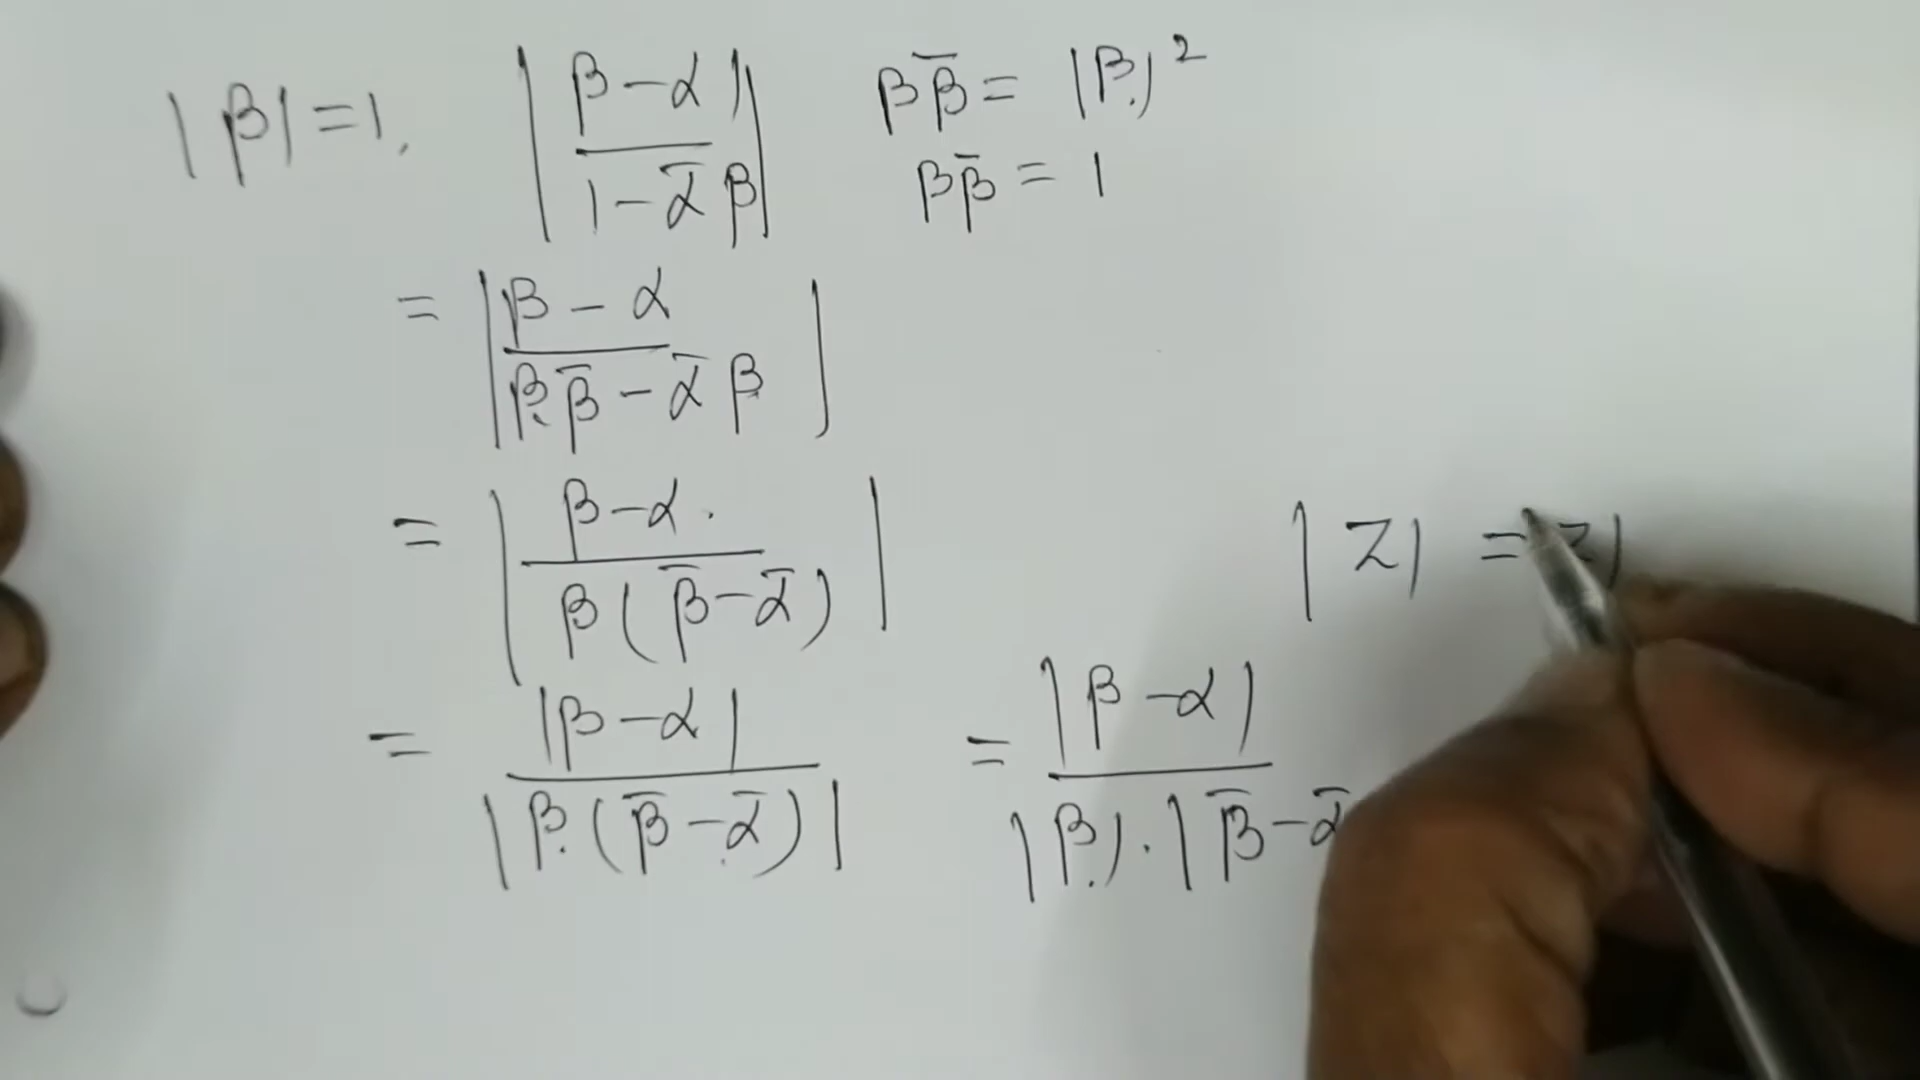 |β| = 1, |β - α / 1 - ᾱβ| ββ̄ = |β|²
ββ̄ = 1
= |β - α / ββ̄ - ᾱβ|
= |β - α / β(β̄ - ᾱ)|
|z| = z|
= |β - α| / |β(β̄ - ᾱ)| = |β - α| / |β|·|β̄ - ᾱ